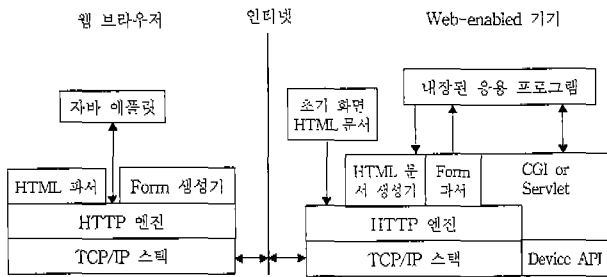 웹 브라우저
인터넷
Web-enabled 기기
자바 애플릿
초기 화면
HTML 문서
내장된 응용 프로그램
HTML 파서
Form 생성기
HTML 문
서 생성기
Form
파서
CGI or
Servlet
HTTP 엔진
HTTP 엔진
TCP/IP 스택
TCP/IP 스택
Device API